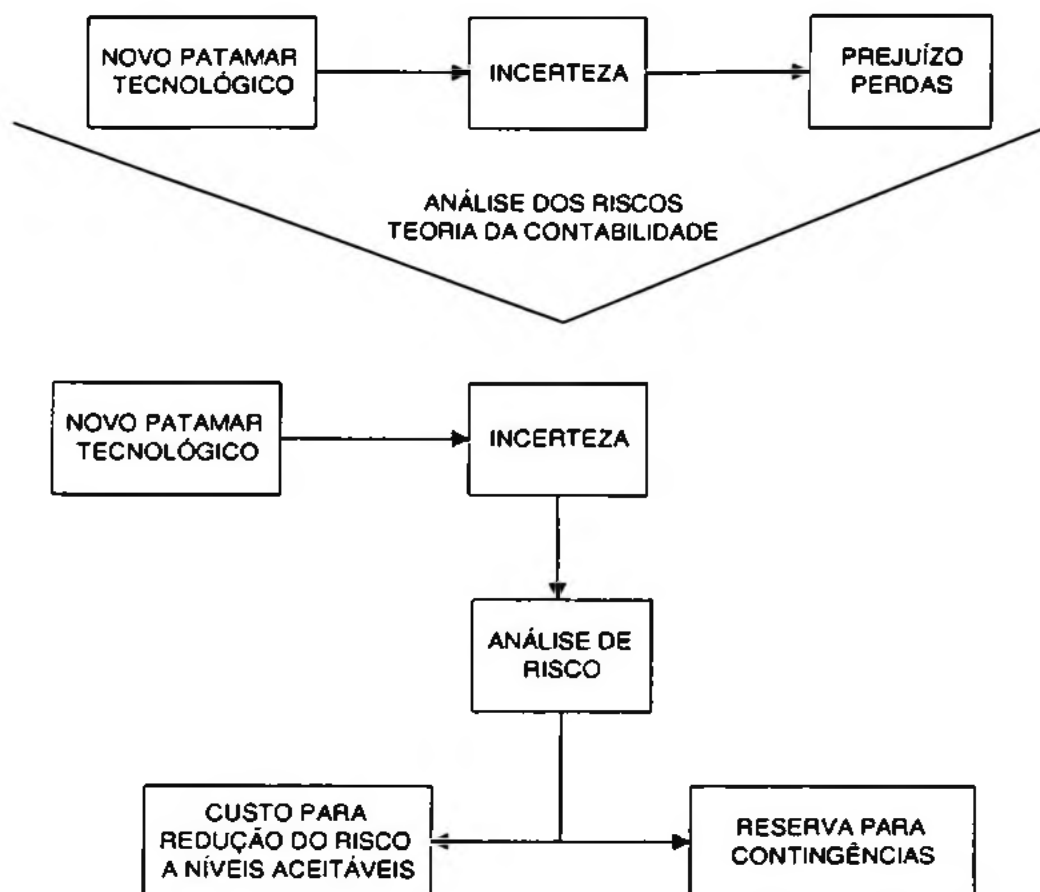 NOVO PATAMAR
TECNOLÓGICO
INCERTEZA
PREJUÍZO
PERDAS
ANÁLISE DOS RISCOS
TEORIA DA CONTABILIDADE
NOVO PATAMAR
TECNOLÓGICO
INCERTEZA
ANÁLISE DE
RISCO
CUSTO PARA
REDUÇÃO DO RISCO
A NÍVEIS ACEITÁVEIS
RESERVA PARA
CONTINGÊNCIAS